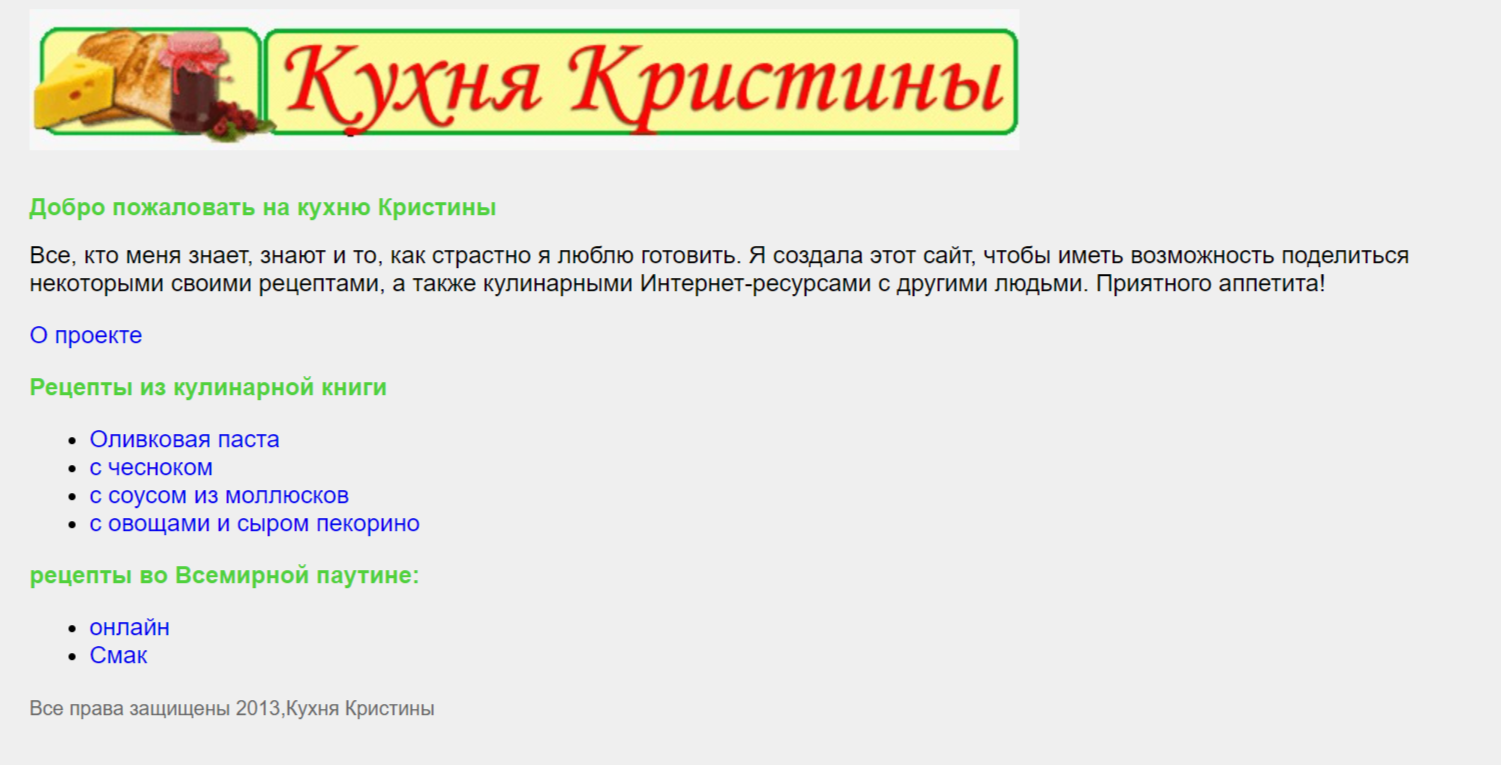 Кухня Кристины
Добро пожаловать на кухню Кристины
Все, кто меня знает, знают и то, как страстно я люблю готовить. Я создала этот сайт, чтобы иметь возможность поделиться
некоторыми своими рецептами, а также кулинарными Интернет-ресурсами с другими людьми. Приятного аппетита!
О проекте
Рецепты из кулинарной книги
• Оливковая паста
• с чесноком
• с соусом из моллюсков
• с овощами и сыром пекорино
рецепты во Всемирной паутине:
• онлайн
• Смак
Все права защищены 2013,Кухня Кристины